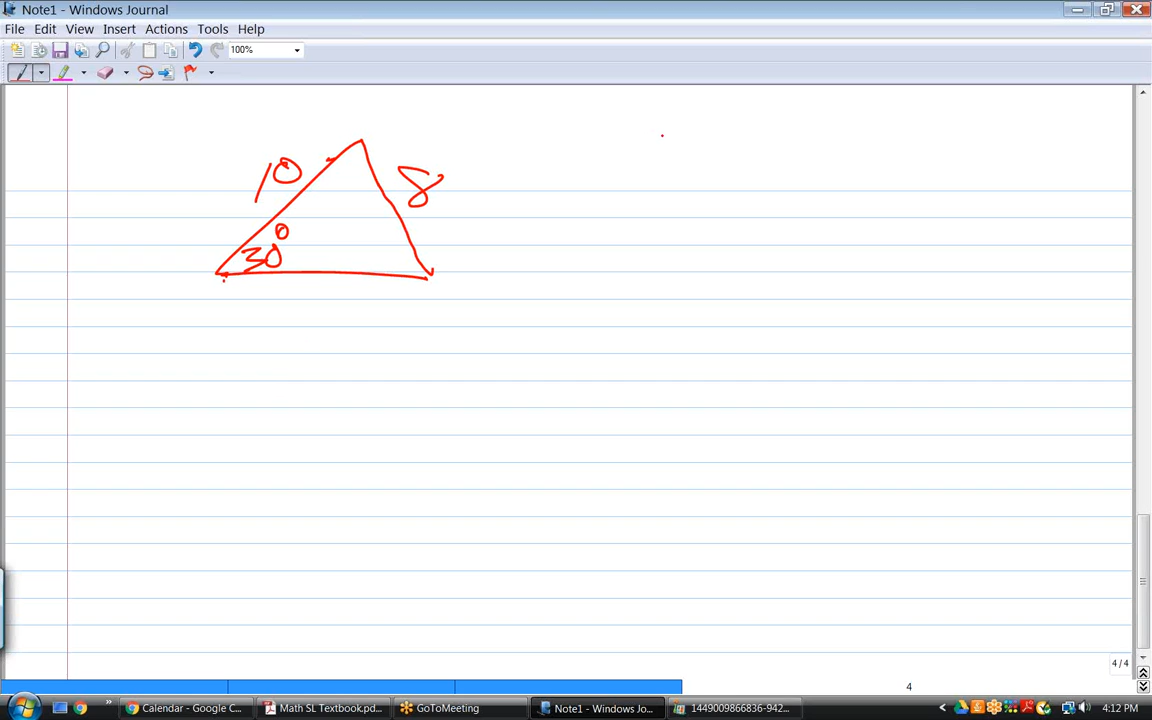 Note1 - Windows Journal
File Edit View Insert Actions Tools Help
100%
10
8
30°
4/4
4
Calendar - Google C...
Math SL Textbook.pd...
GoToMeeting
Note1 - Windows Jo...
1449009866836-942...
4:12 PM